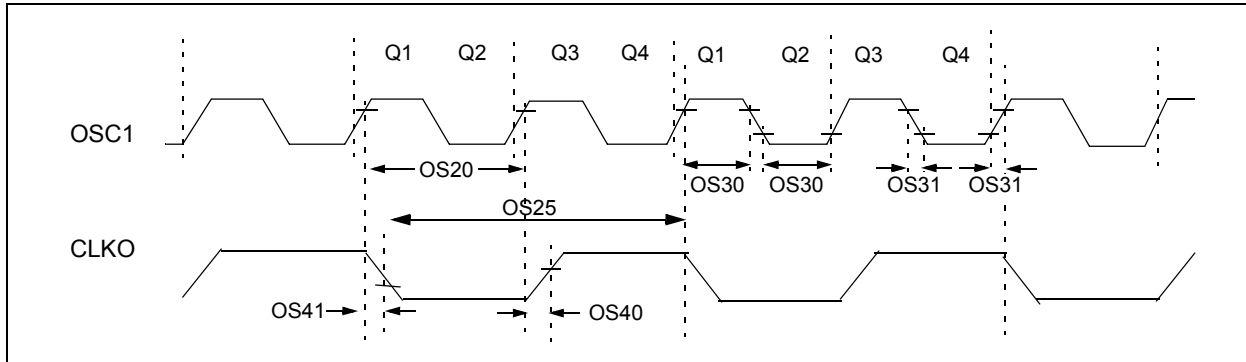 Q1 Q2 Q3 Q4 Q1 Q2 Q3 Q4
OSC1
OS20
OS30 OS30 OS31 OS31
OS25
CLKO
OS41 OS40